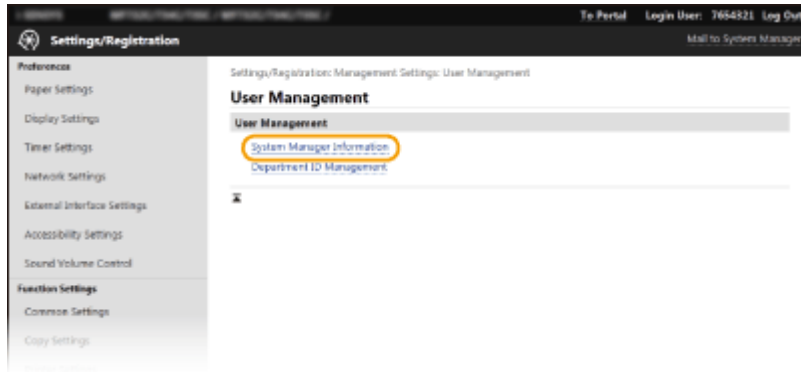 To Portal Login User: 7654321 Log Out
Settings/Registration
Mail to System Manager
Preferences
Settings/Registration: Management Settings: User Management
Paper Settings
User Management
Display Settings
User Management
Timer Settings
System Manager Information
Department ID Management
Network Settings
External Interface Settings
Accessibility Settings
Sound Volume Control
Function Settings
Common Settings
Copy Settings